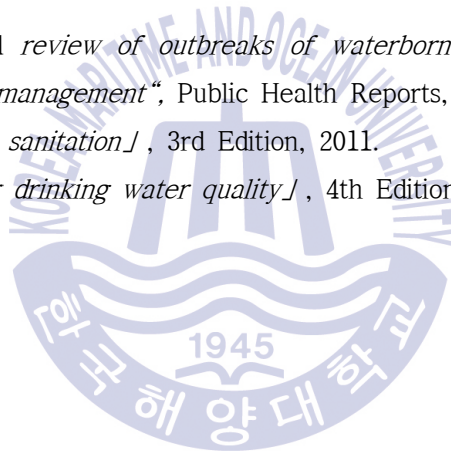 l review of outbreaks of waterborn
management“, Public Health Reports,
sanitation」, 3rd Edition, 2011.
drinking water quality」, 4th Edition
KOREA MARITIME AND OCEAN UNIVERSITY
1945
한국해양대학교